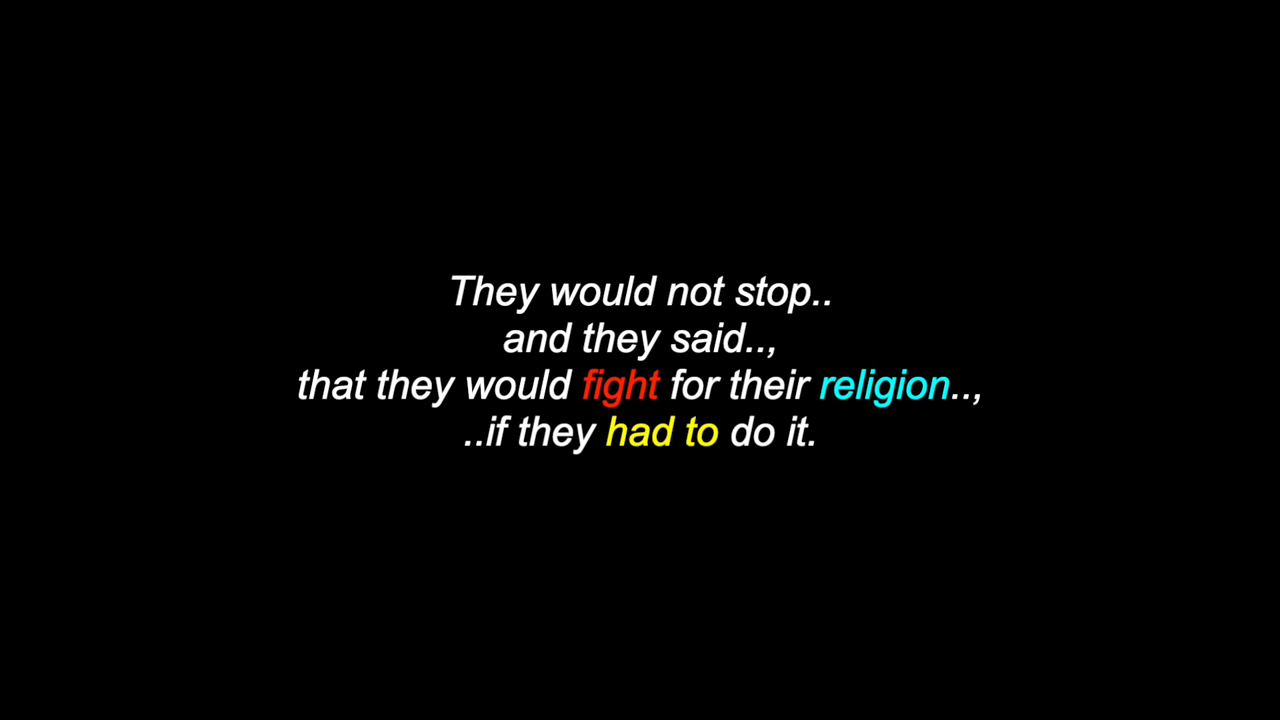 They would not stop..
and they said..,
that they would fight for their religion..,
..if they had to do it.